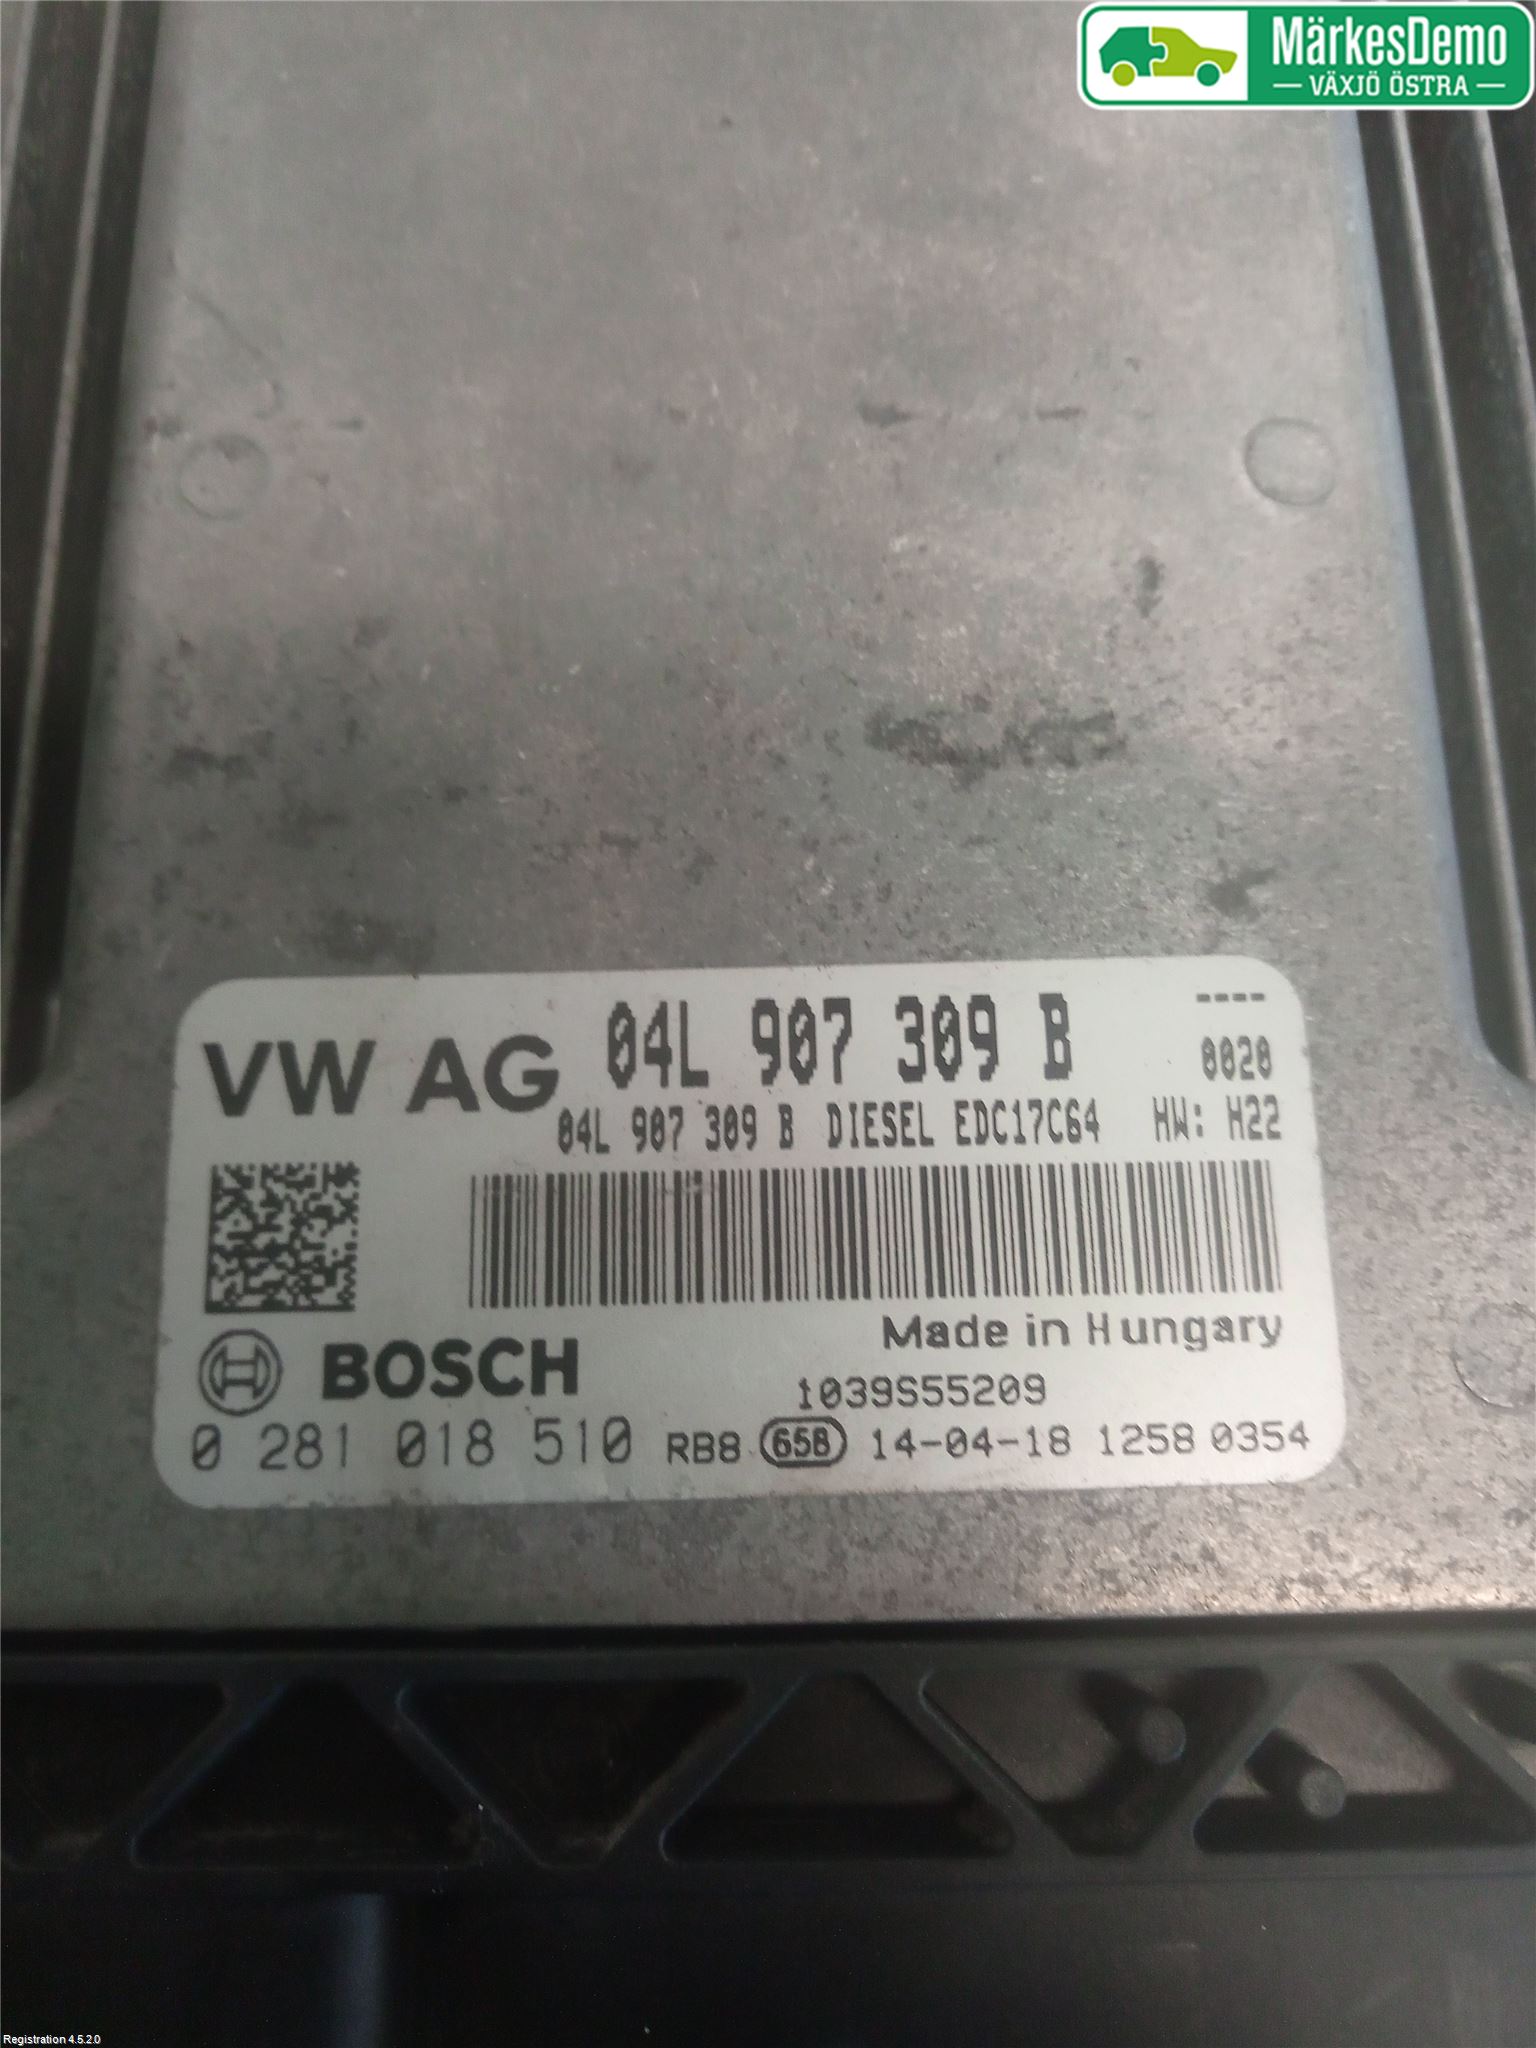 MärkesDemo
VÄXJÖ ÖSTRA
VW AG 04L 907 309 B ----
0020
04L 907 309 B DIESEL EDC17C64 HW: H22
Made in Hungary
BOSCH
1039S55209
0 281 018 510 RB8 65B 14-04-18 1258 0354
Registration 4.5.2.0